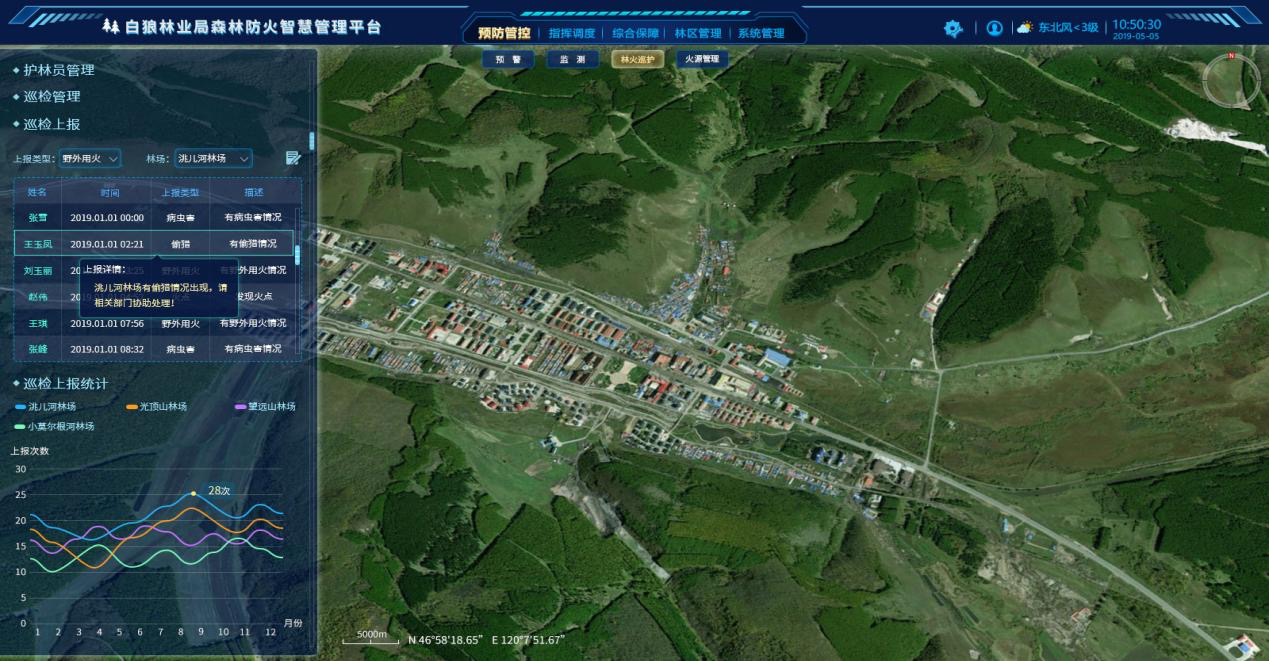 白狼林业局森林防火智慧管理平台
预防管控 指挥调度 综合保障 林区管理 系统管理
东北风<3级 10:50:30
2019-05-05
预 警 监 测 林火巡护 火源管理
N
护林员管理
巡检管理
巡检上报
上报类型: 野外用火 林场: 洮儿河林场
姓名 时间 上报类型 描述
张雪 2019.01.01 00:00 病虫害 有病虫害情况
王玉凤 2019.01.01 02:21 偷猎 有偷猎情况
刘玉丽 20 3:25 野外用火 有野外用火情况
上报详情:
洮儿河林场有偷猎情况出现，请
相关部门协助处理！
赵伟 2019 火点 发现火点
王琪 2019.01.01 07:56 野外用火 有野外用火情况
张峰 2019.01.01 08:32 病虫害 有病虫害情况
巡检上报统计
洮儿河林场 光顶山林场 望远山林场
小莫尔根河林场
上报次数
30
25
20
15
10
5
0
28次
1 2 3 4 5 6 7 8 9 10 11 12 月份
5000m N 46°58′18.65″ E 120°7′51.67″